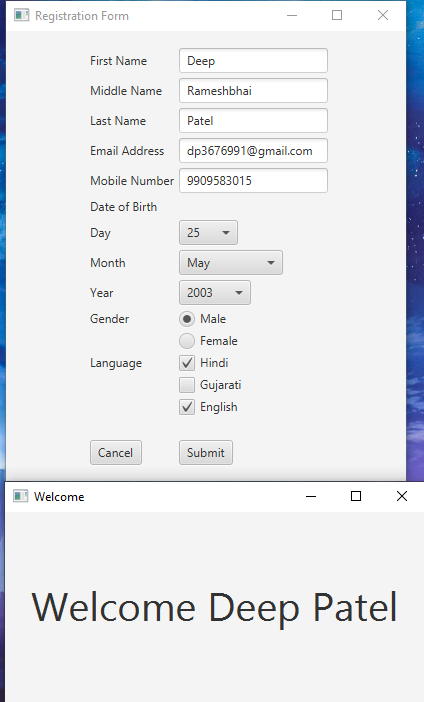 Registration Form
First Name Deep
Middle Name Rameshbhai
Last Name Patel
Email Address dp3676991@gmail.com
Mobile Number 9909583015
Date of Birth
Day 25
Month May
Year 2003
Gender Male
Female
Language Hindi
Gujarati
English
Cancel Submit
Welcome
Welcome Deep Patel